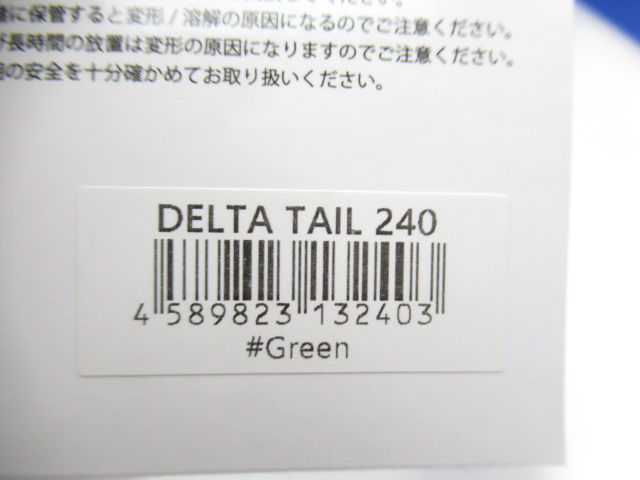 に保管すると変形/溶解の原因になるのでご注意ください。
長時間の放置は変形の原因になりますのでご注意ください。
の安全を十分確かめてお取り扱いください。
DELTA TAIL 240
4 589823 132403
#Green